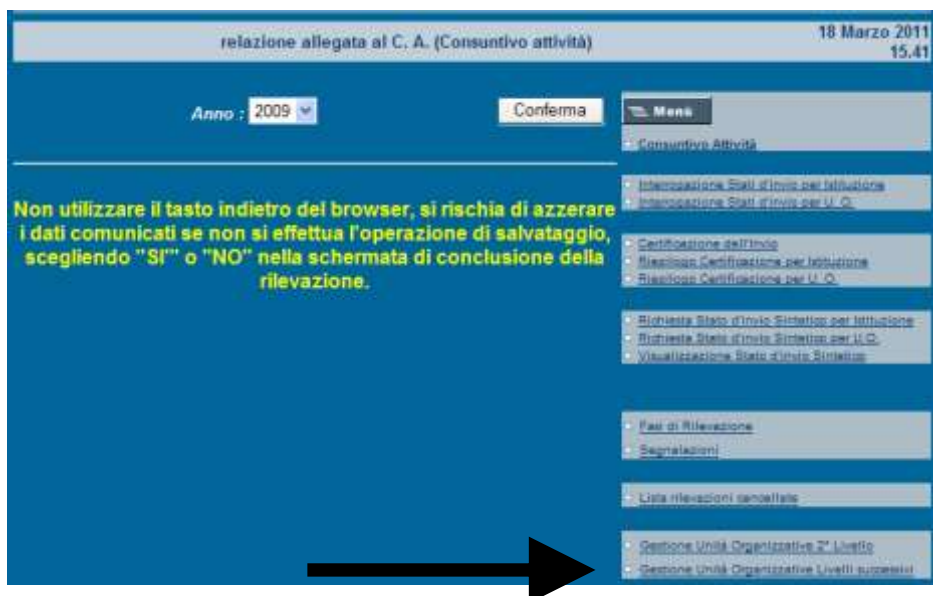 relazione allegata al C. A. (Consuntivo attività)
18 Marzo 2011
15.41
Anno : 2009
Conferma
Menù
Consuntivo Attività
Interrogazione Stati d'invio per Istituzione
Interrogazione Stati d'invio per U. O.
Non utilizzare il tasto indietro del browser, si rischia di azzerare
i dati comunicati se non si effettua l'operazione di salvataggio,
scegliendo "SI'" o "NO" nella schermata di conclusione della
rilevazione.
Certificazione dell'Invio
Riepilogo Certificazione per Istituzione
Riepilogo Certificazione per U. O.
Richiesta Stato d'invio Sintetico per Istituzione
Richiesta Stato d'invio Sintetico per U.O.
Visualizzazione Stato d'invio Sintetico
Fasi di Rilevazione
Segnalazioni
Lista rilevazioni cancellate
Gestione Unità Organizzative 2° Livello
Gestione Unità Organizzative Livelli successivi